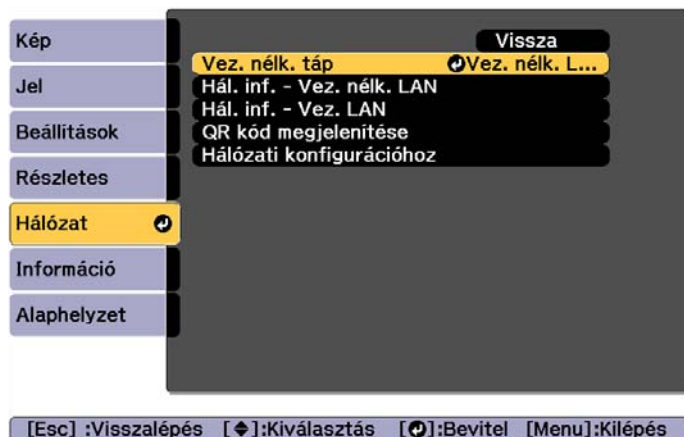 Kép
Jel
Beállítások
Részletes
Hálózat
Információ
Alaphelyzet
Vissza
Vez. nélk. táp Vez. nélk. L...
Hál. inf. - Vez. nélk. LAN
Hál. inf. - Vez. LAN
QR kód megjelenítése
Hálózati konfigurációhoz
[Esc] :Visszalépés [◆]:Kiválasztás [⏎]:Bevitel [Menu]:Kilépés